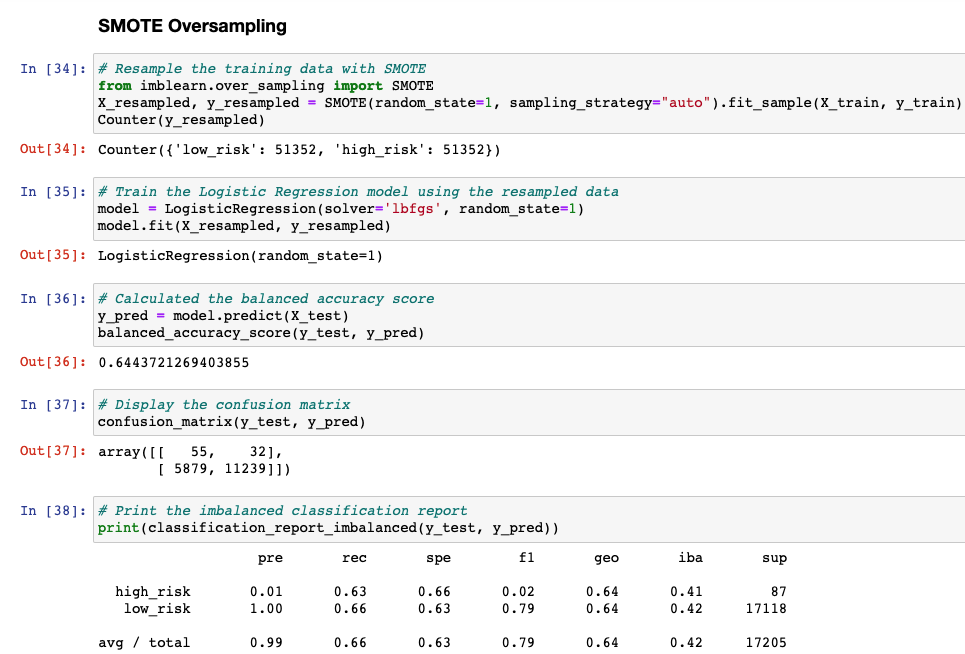 SMOTE Oversampling
In [34]: # Resample the training data with SMOTE
from imblearn.over_sampling import SMOTE
X_resampled, y_resampled = SMOTE(random_state=1, sampling_strategy="auto").fit_sample(X_train, y_train)
Counter(y_resampled)
Out[34]: Counter({'low_risk': 51352, 'high_risk': 51352})
In [35]: # Train the Logistic Regression model using the resampled data
model = LogisticRegression(solver='lbfgs', random_state=1)
model.fit(X_resampled, y_resampled)
Out[35]: LogisticRegression(random_state=1)
In [36]: # Calculated the balanced accuracy score
y_pred = model.predict(X_test)
balanced_accuracy_score(y_test, y_pred)
Out[36]: 0.6443721269403855
In [37]: # Display the confusion matrix
confusion_matrix(y_test, y_pred)
Out[37]: array([[   55,    32],
       [ 5879, 11239]])
In [38]: # Print the imbalanced classification report
print(classification_report_imbalanced(y_test, y_pred))
pre rec spe f1 geo iba sup
high_risk 0.01 0.63 0.66 0.02 0.64 0.41 87
low_risk 1.00 0.66 0.63 0.79 0.64 0.42 17118
avg / total 0.99 0.66 0.63 0.79 0.64 0.42 17205